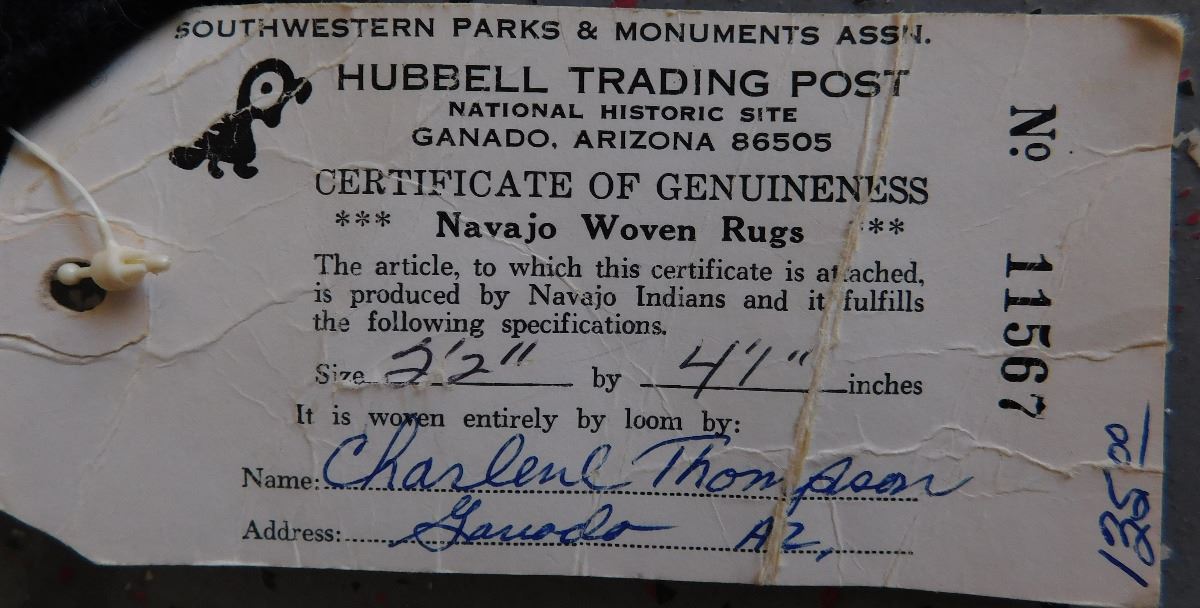 SOUTHWESTERN PARKS & MONUMENTS ASSN.
HUBBELL TRADING POST
NATIONAL HISTORIC SITE
GANADO, ARIZONA 86505
CERTIFICATE OF GENUINENESS
*** Navajo Woven Rugs **
The article, to which this certificate is attached,
is produced by Navajo Indians and it fulfills
the following specifications.
Size 2'2" by 4'1" inches
It is woven entirely by loom by:
Name: Charlene Thompson
Address: Ganado AZ,
No 11567
135 00